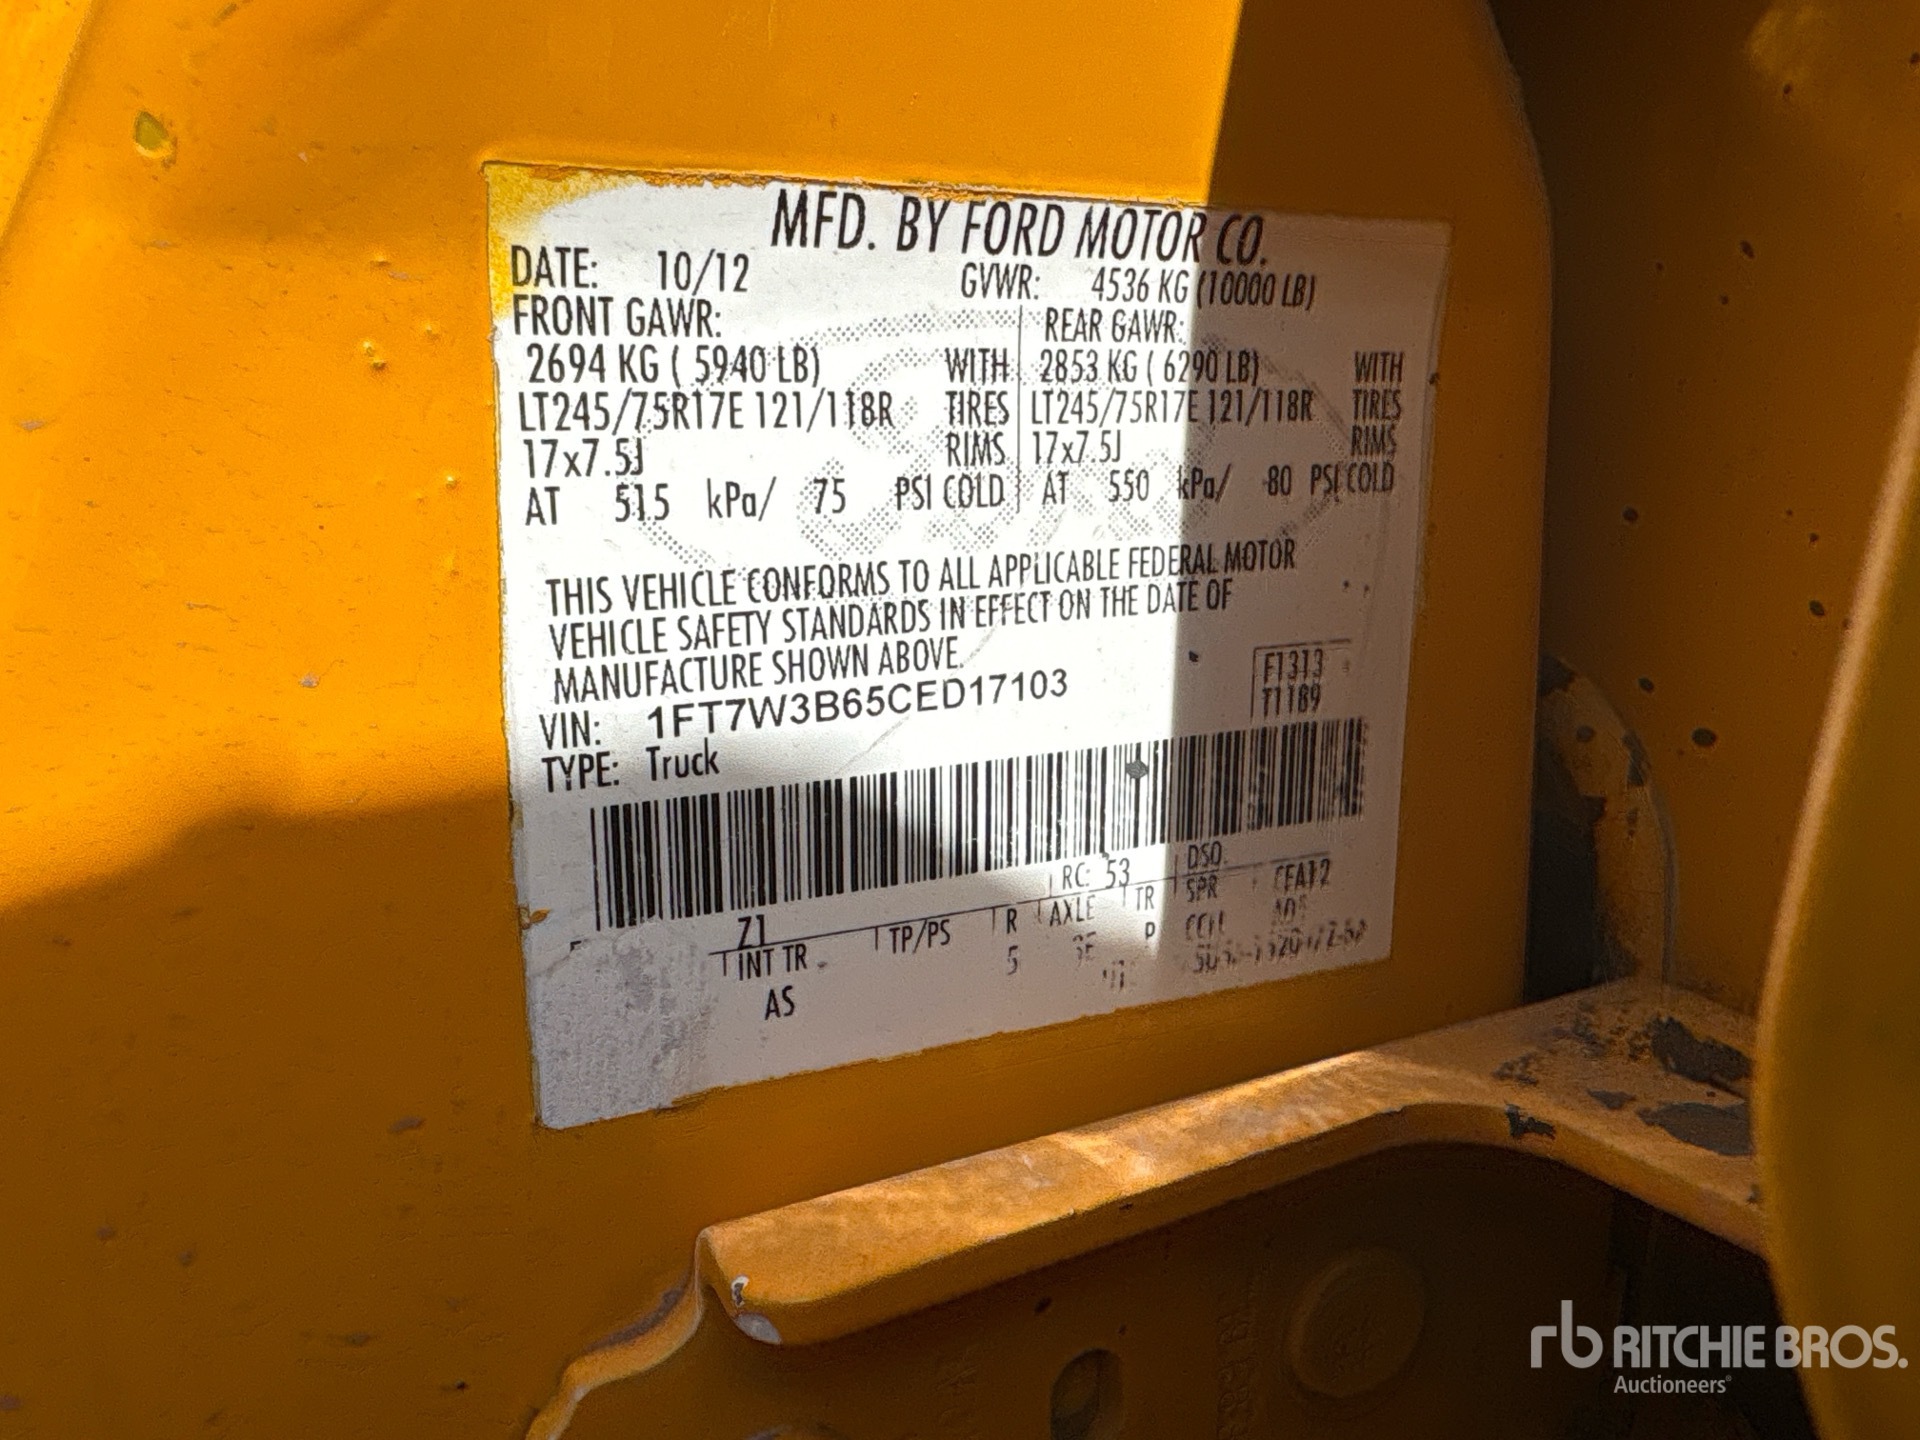 MFD. BY FORD MOTOR CO.
DATE: 10/12 GVWR: 4536 KG (10000 LB)
FRONT GAWR: REAR GAWR:
2694 KG ( 5940 LB) WITH 2853 KG ( 6290 LB) WITH
LT245/75R17E 121/118R TIRES LT245/75R17E 121/118R TIRES
17x7.5J RIMS 17x7.5J RIMS
AT 515 kPa/ 75 PSI COLD AT 550 kPa/ 80 PSI COLD
THIS VEHICLE CONFORMS TO ALL APPLICABLE FEDERAL MOTOR
VEHICLE SAFETY STANDARDS IN EFFECT ON THE DATE OF
MANUFACTURE SHOWN ABOVE.
F1313
T1189
VIN: 1FT7W3B65CED17103
TYPE: Truck
Z1 RC: 53 DSO
INT TR TP/PS R AXLE TR SPR
AS 5 P
rb RITCHIE BROS.
Auctioneers